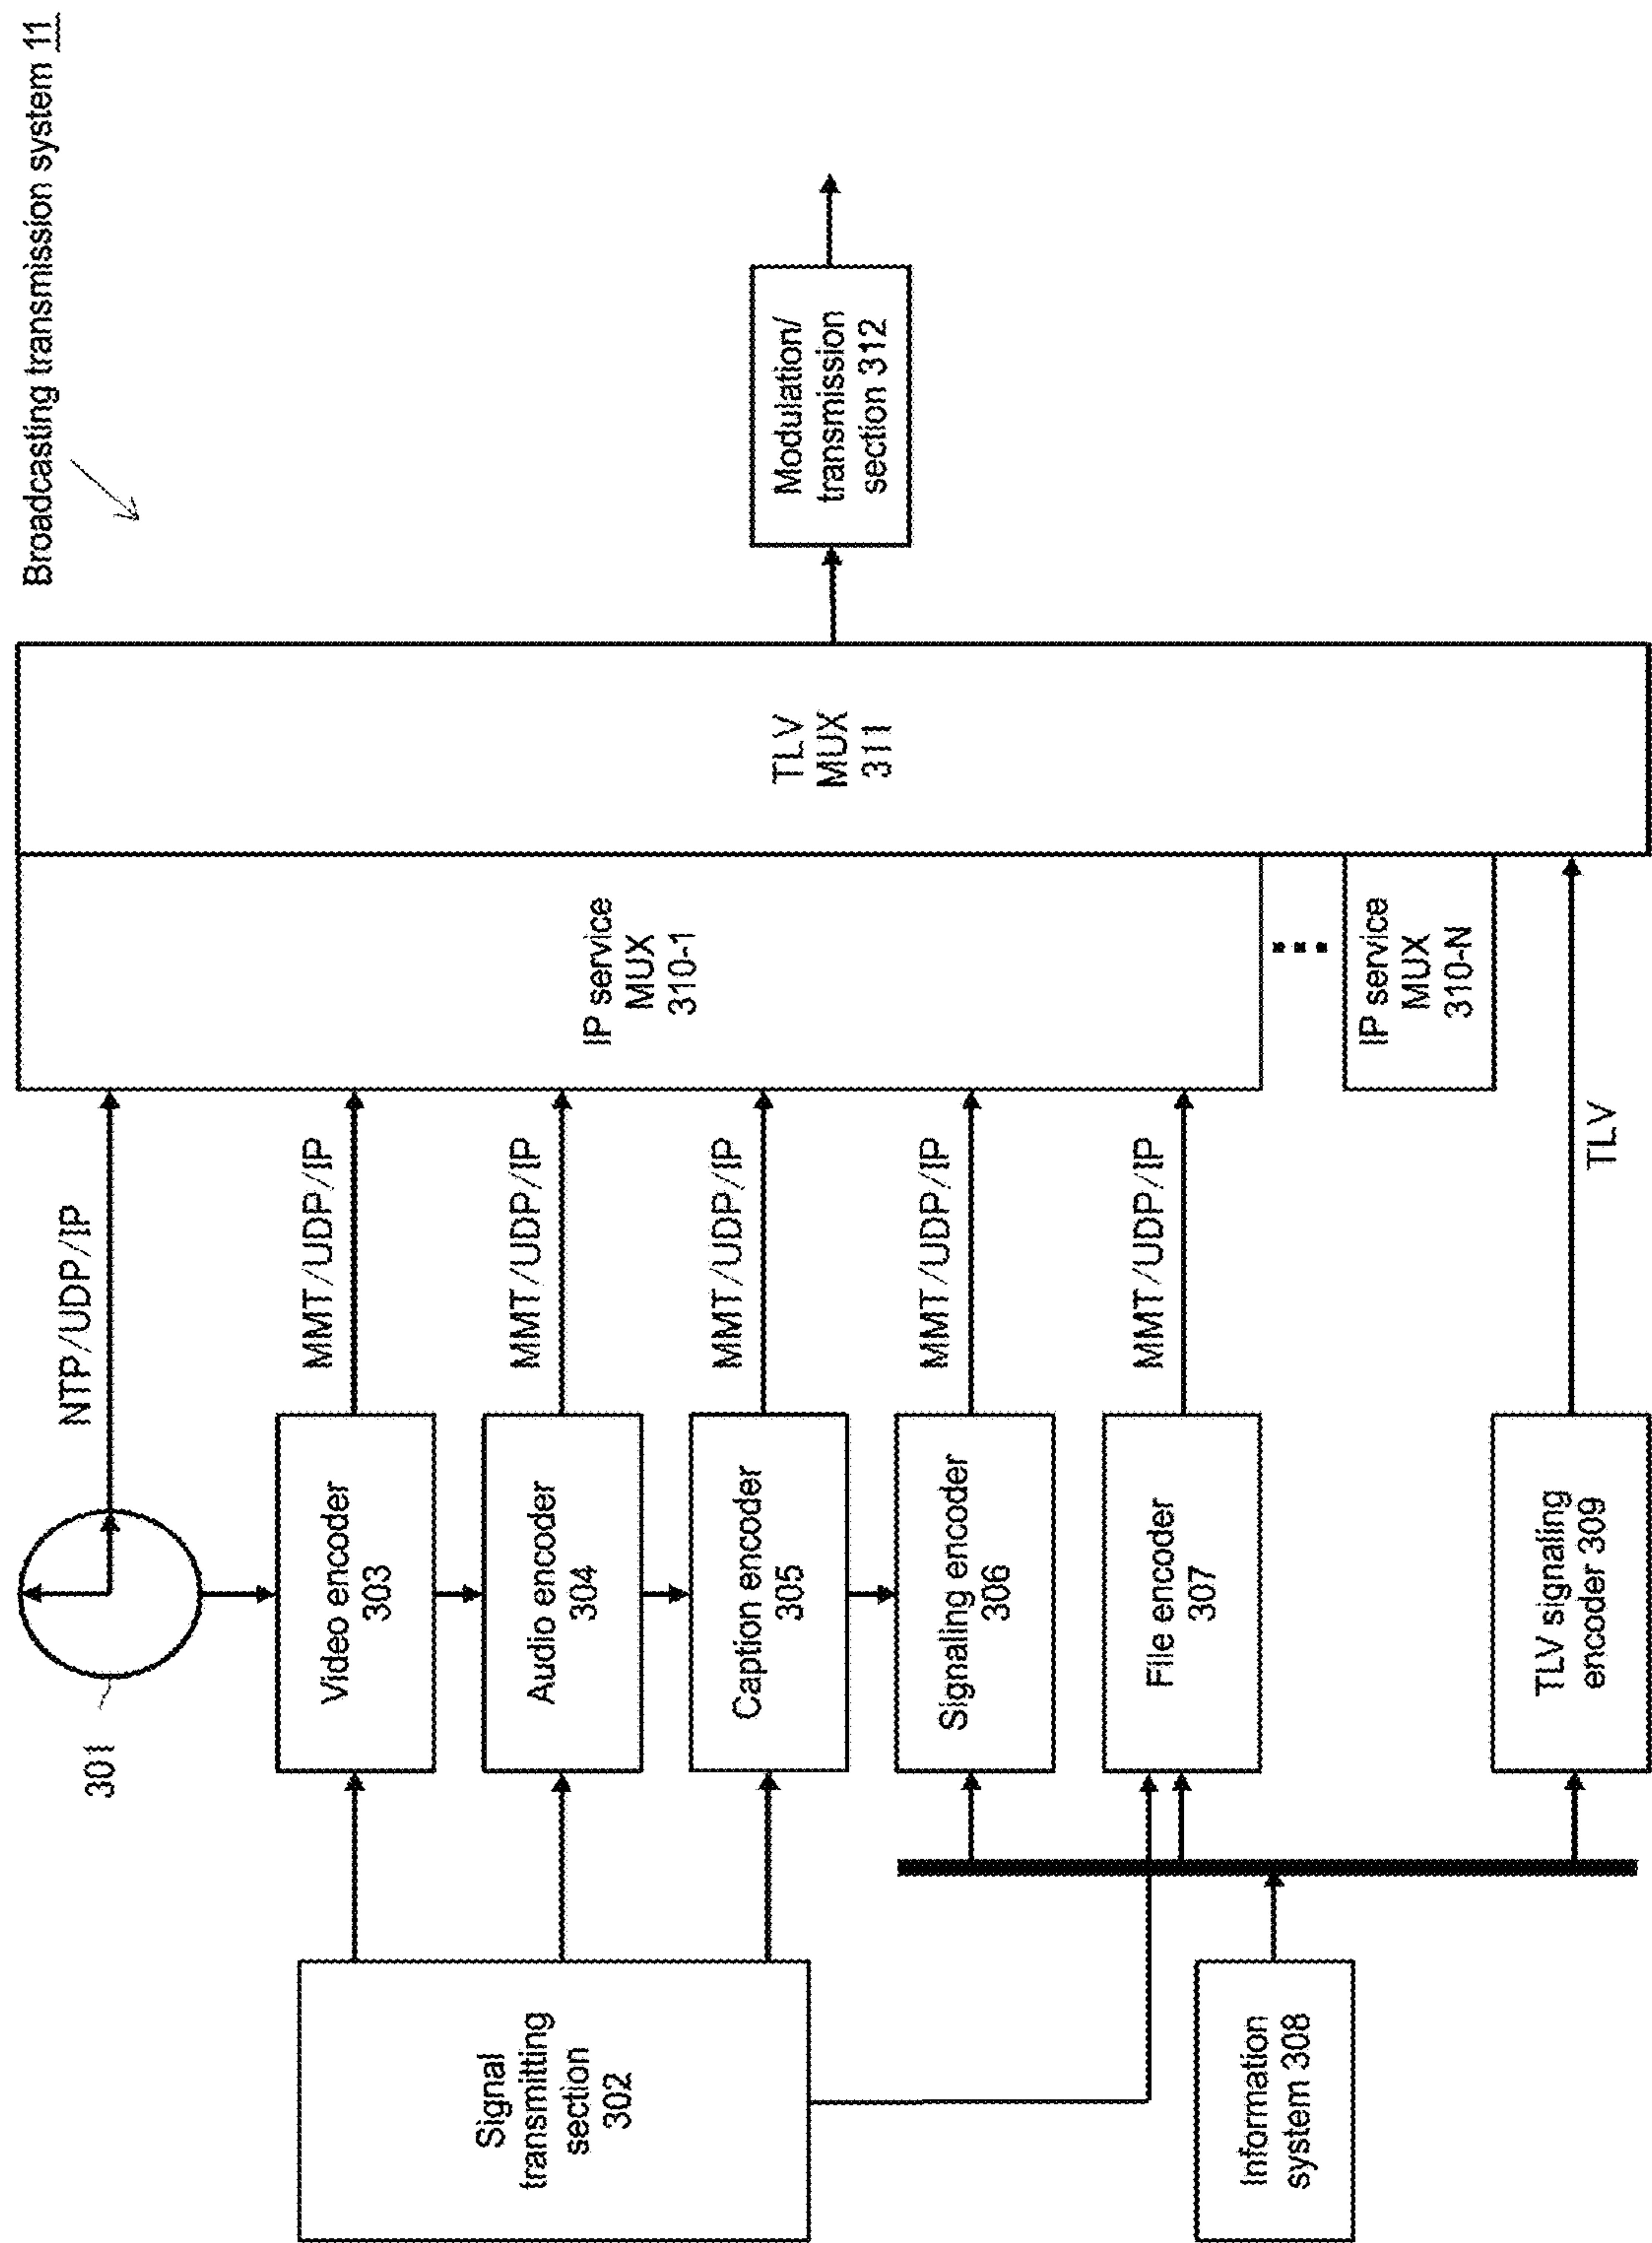 Broadcasting transmission system 11
301
NTP/UDP/IP
Signal
transmitting
section
302
Video encoder
303
MMT/UDP/IP
Audio encoder
304
MMT/UDP/IP
Caption encoder
305
MMT/UDP/IP
Signaling encoder
306
MMT/UDP/IP
File encoder
307
MMT/UDP/IP
Information
system 308
TLV signaling
encoder 309
TLV
IP service
MUX
310-1
IP service
MUX
310-N
TLV
MUX
311
Modulation/
transmission
section 312